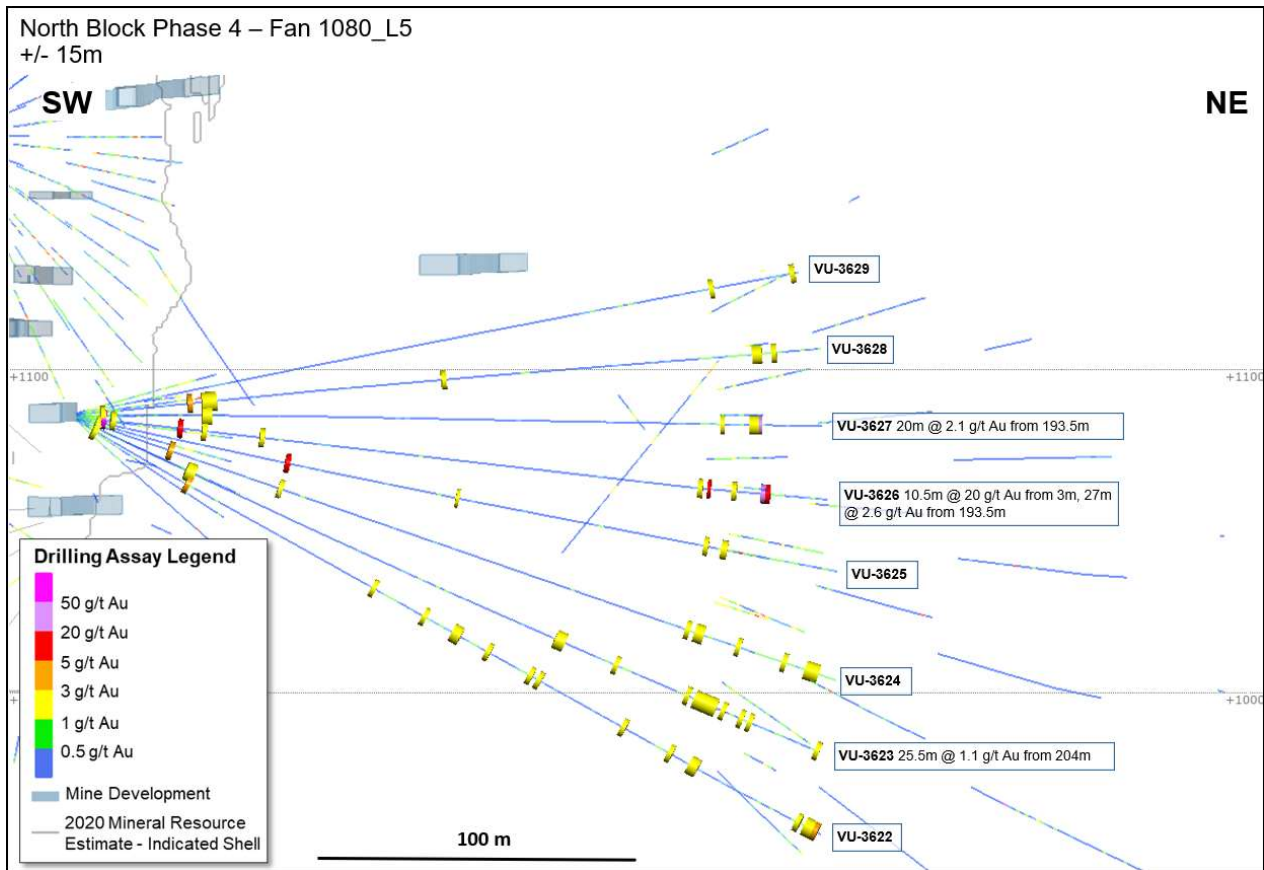 North Block Phase 4 – Fan 1080_L5
+/- 15m
SW
NE
VU-3629
VU-3628
+1100
+1100
VU-3627 20m @ 2.1 g/t Au from 193.5m
VU-3626 10.5m @ 20 g/t Au from 3m, 27m
@ 2.6 g/t Au from 193.5m
VU-3625
VU-3624
+1000
VU-3623 25.5m @ 1.1 g/t Au from 204m
VU-3622
Drilling Assay Legend
50 g/t Au
20 g/t Au
5 g/t Au
3 g/t Au
1 g/t Au
0.5 g/t Au
Mine Development
2020 Mineral Resource
Estimate - Indicated Shell
100 m